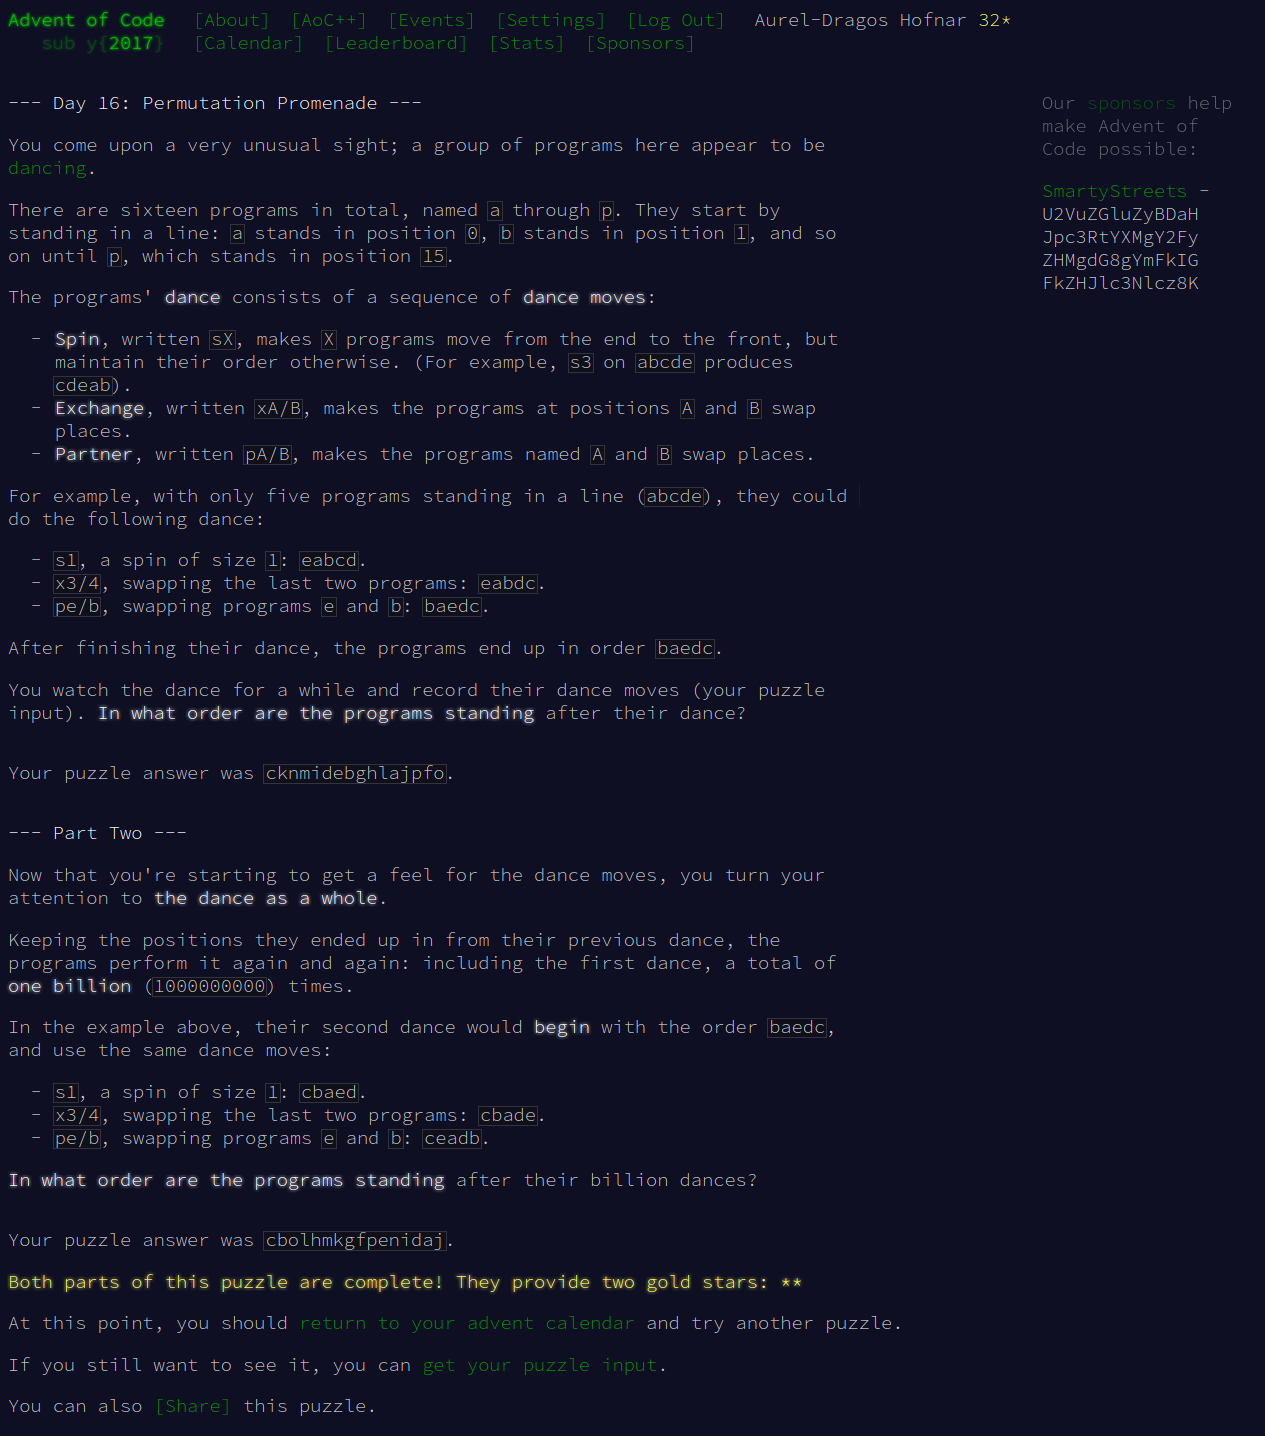 Advent of Code [About] [AoC++] [Events] [Settings] [Log Out] Aurel-Dragos Hofnar 32*
sub y{2017} [Calendar] [Leaderboard] [Stats] [Sponsors]
--- Day 16: Permutation Promenade ---
You come upon a very unusual sight; a group of programs here appear to be
dancing.
There are sixteen programs in total, named a through p. They start by
standing in a line: a stands in position 0, b stands in position 1, and so
on until p, which stands in position 15.
The programs' dance consists of a sequence of dance moves:
- Spin, written sX, makes X programs move from the end to the front, but
maintain their order otherwise. (For example, s3 on abcde produces
cdeab).
- Exchange, written xA/B, makes the programs at positions A and B swap
places.
- Partner, written pA/B, makes the programs named A and B swap places.
For example, with only five programs standing in a line (abcde), they could
do the following dance:
- s1, a spin of size 1: eabcd.
- x3/4, swapping the last two programs: eabdc.
- pe/b, swapping programs e and b: baedc.
After finishing their dance, the programs end up in order baedc.
You watch the dance for a while and record their dance moves (your puzzle
input). In what order are the programs standing after their dance?
Your puzzle answer was cknmidebghlajpfo.
--- Part Two ---
Now that you're starting to get a feel for the dance moves, you turn your
attention to the dance as a whole.
Keeping the positions they ended up in from their previous dance, the
programs perform it again and again: including the first dance, a total of
one billion (1000000000) times.
In the example above, their second dance would begin with the order baedc,
and use the same dance moves:
- s1, a spin of size 1: cbaed.
- x3/4, swapping the last two programs: cbade.
- pe/b, swapping programs e and b: ceadb.
In what order are the programs standing after their billion dances?
Your puzzle answer was cbolhmkgfpenidaj.
Both parts of this puzzle are complete! They provide two gold stars: **
At this point, you should return to your advent calendar and try another puzzle.
If you still want to see it, you can get your puzzle input.
You can also [Share] this puzzle.
Our sponsors help
make Advent of
Code possible:
SmartyStreets -
U2VuZGluZyBDaH
Jpc3RtYXMgY2Fy
ZHMgdG8gYmFkIG
FkZHJlc3Nlcz8K